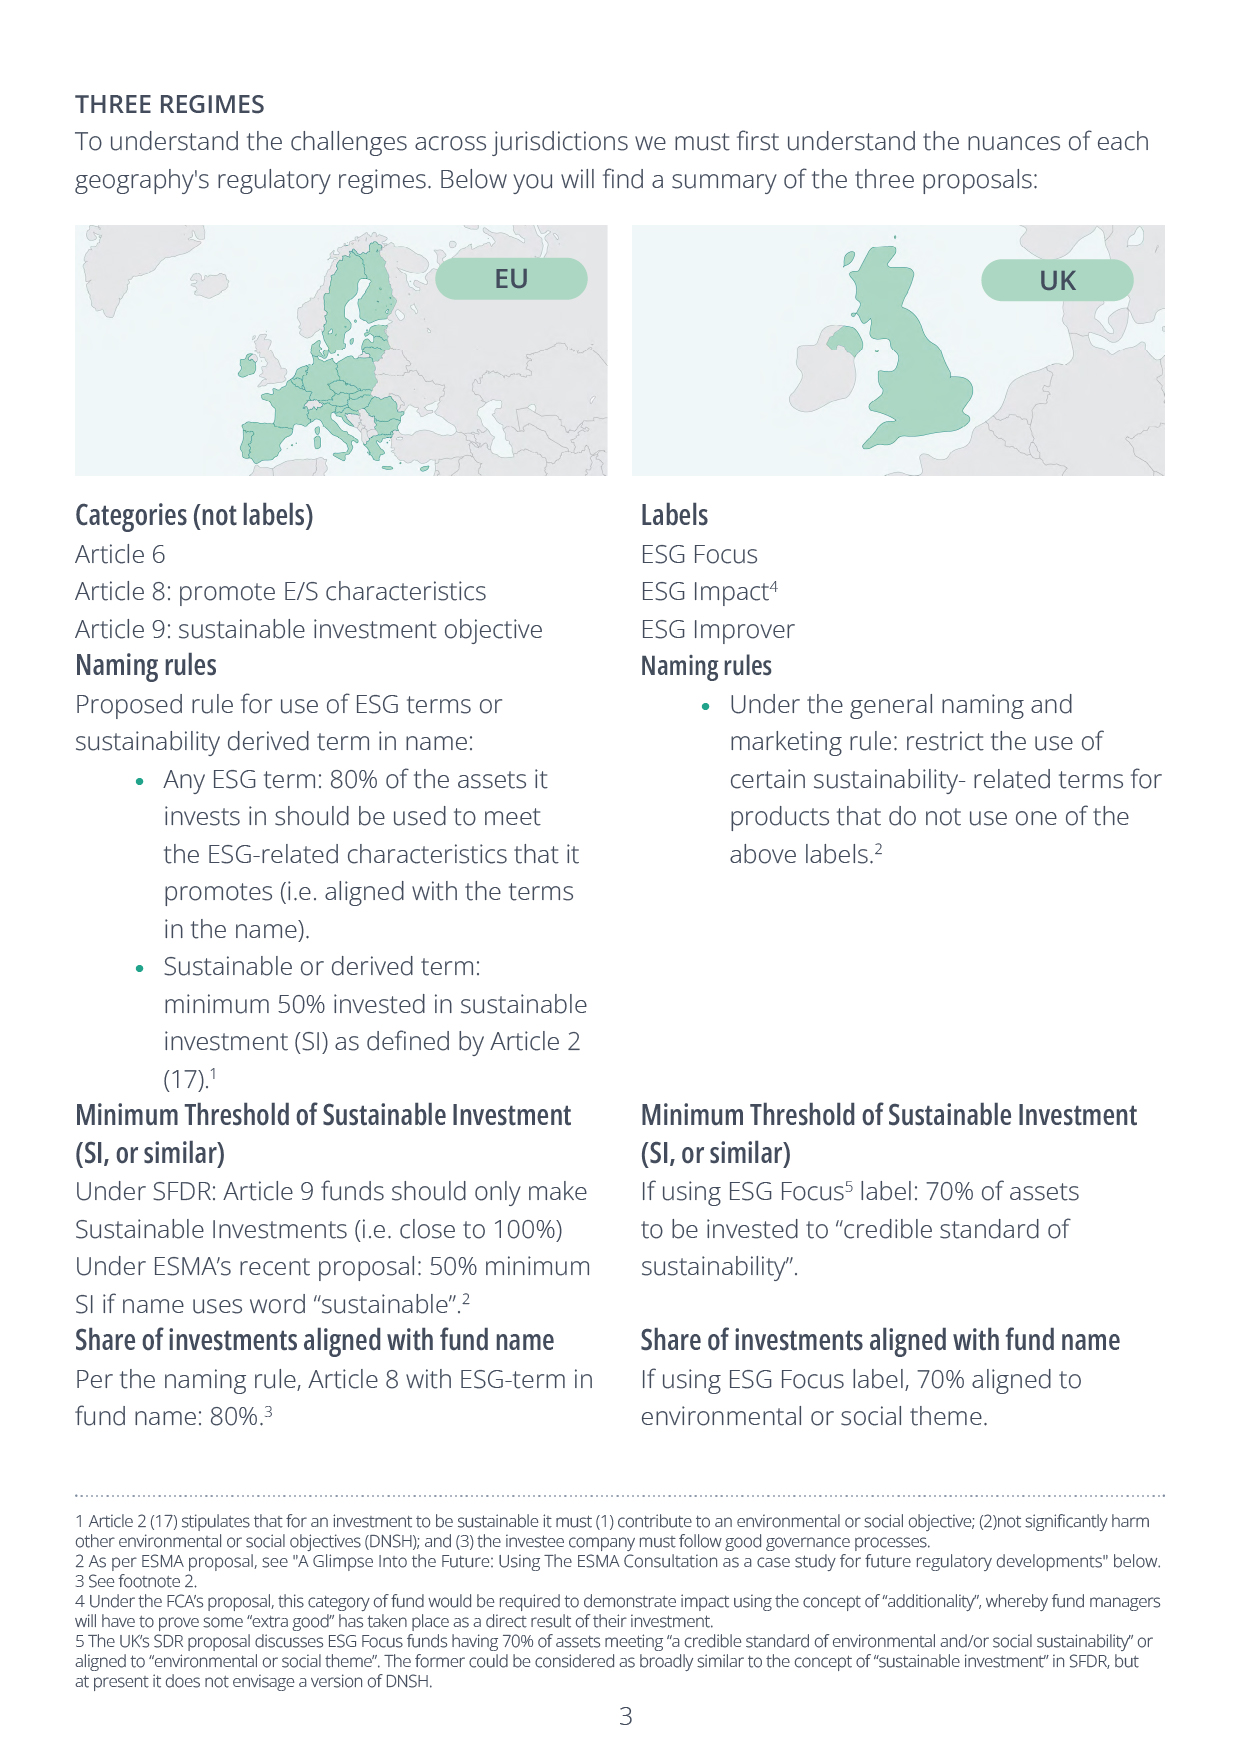 THREE REGIMES
To understand the challenges across jurisdictions we must first understand the nuances of each
geography's regulatory regimes. Below you will find a summary of the three proposals:
EU
Categories (not labels)
Article 6
Article 8: promote E/S characteristics
Article 9: sustainable investment objective
Naming rules
Proposed rule for use of ESG terms or
sustainability derived term in name:
• Any ESG term: 80% of the assets it
invests in should be used to meet
the ESG-related characteristics that it
promotes (i.e. aligned with the terms
in the name).
• Sustainable or derived term:
minimum 50% invested in sustainable
investment (SI) as defined by Article 2
(17).1
Minimum Threshold of Sustainable Investment
(SI, or similar)
Under SFDR: Article 9 funds should only make
Sustainable Investments (i.e. close to 100%)
Under ESMA’s recent proposal: 50% minimum
SI if name uses word “sustainable”.2
Share of investments aligned with fund name
Per the naming rule, Article 8 with ESG-term in
fund name: 80%.3
UK
Labels
ESG Focus
ESG Impact4
ESG Improver
Naming rules
• Under the general naming and
marketing rule: restrict the use of
certain sustainability- related terms for
products that do not use one of the
above labels.2
Minimum Threshold of Sustainable Investment
(SI, or similar)
If using ESG Focus5 label: 70% of assets
to be invested to “credible standard of
sustainability”.
Share of investments aligned with fund name
If using ESG Focus label, 70% aligned to
environmental or social theme.
1 Article 2 (17) stipulates that for an investment to be sustainable it must (1) contribute to an environmental or social objective; (2)not significantly harm
other environmental or social objectives (DNSH); and (3) the investee company must follow good governance processes.
2 As per ESMA proposal, see "A Glimpse Into the Future: Using The ESMA Consultation as a case study for future regulatory developments" below.
3 See footnote 2.
4 Under the FCA’s proposal, this category of fund would be required to demonstrate impact using the concept of “additionality”, whereby fund managers
will have to prove some “extra good” has taken place as a direct result of their investment.
5 The UK’s SDR proposal discusses ESG Focus funds having 70% of assets meeting “a credible standard of environmental and/or social sustainability” or
aligned to “environmental or social theme”. The former could be considered as broadly similar to the concept of “sustainable investment” in SFDR, but
at present it does not envisage a version of DNSH.
3